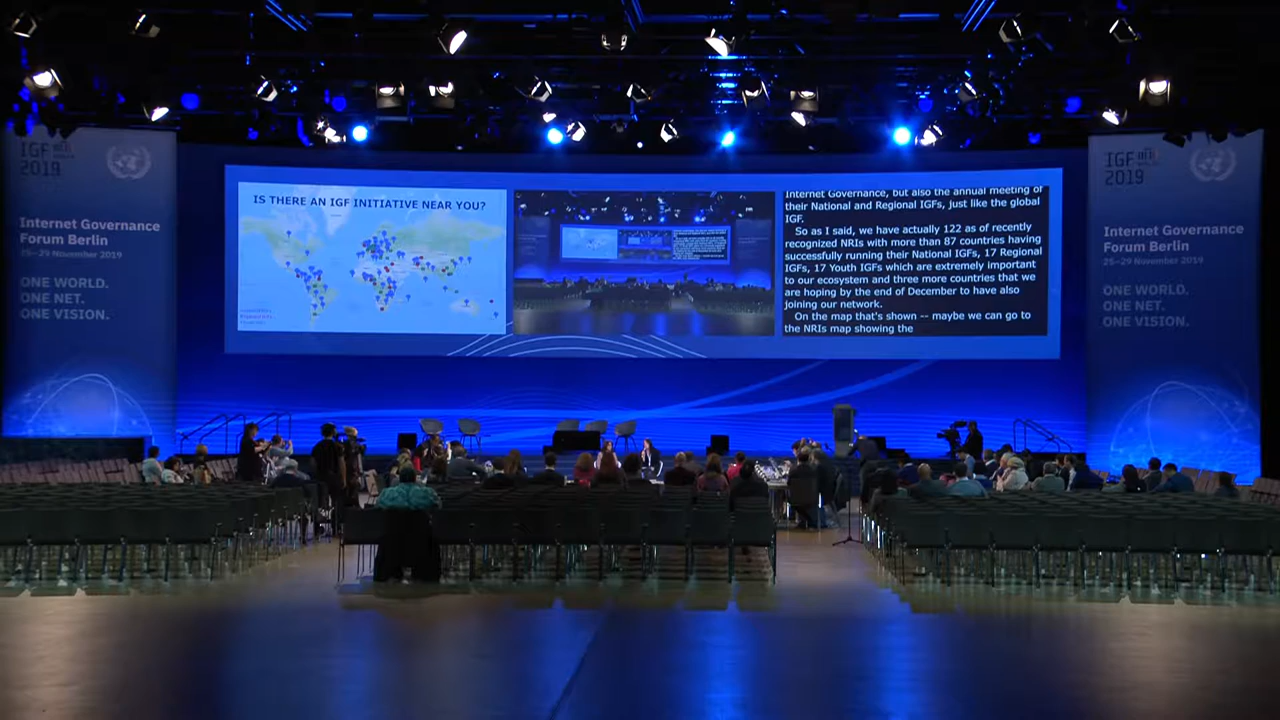 IGF
2019
Internet Governance
Forum Berlin
25–29 November 2019
ONE WORLD.
ONE NET.
ONE VISION.
IS THERE AN IGF INITIATIVE NEAR YOU?
Internet Governance, but also the annual meeting of
their National and Regional IGFs, just like the global
IGF.
So as I said, we have actually 122 as of recently
recognized NRIs with more than 87 countries having
successfully running their National IGFs, 17 Regional
IGFs, 17 Youth IGFs which are extremely important
to our ecosystem and three more countries that we
are hoping by the end of December to have also
joining our network.
On the map that's shown -- maybe we can go to
the NRIs map showing the
IGF
2019
Internet Governance
Forum Berlin
25–29 November 2019
ONE WORLD.
ONE NET.
ONE VISION.